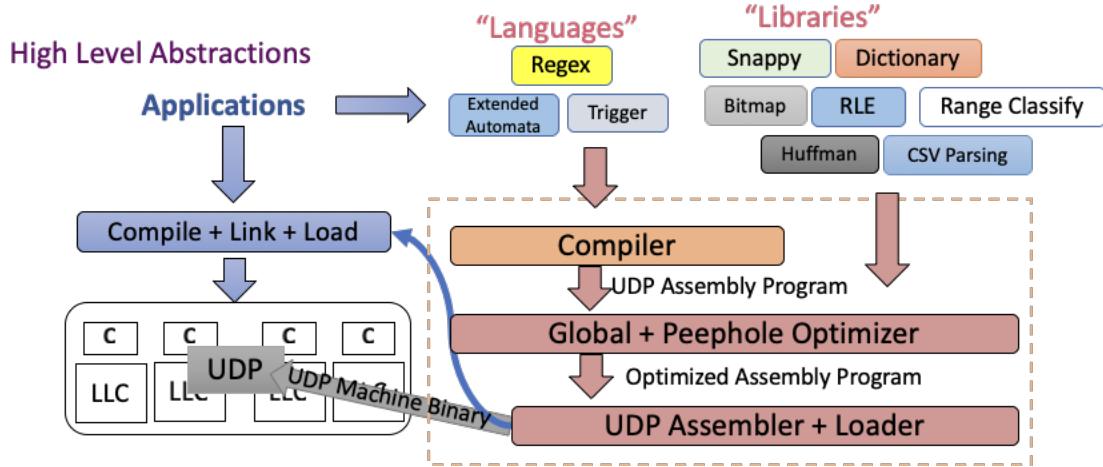 “Languages”
“Libraries”
High Level Abstractions
Regex
Snappy
Dictionary
Applications
Extended
Automata
Trigger
Bitmap
RLE
Range Classify
Huffman
CSV Parsing
Compile + Link + Load
Compiler
UDP Assembly Program
C
C
C
C
Global + Peephole Optimizer
UDP
LLC
LLC
LLC
UDP Machine Binary
Optimized Assembly Program
UDP Assembler + Loader